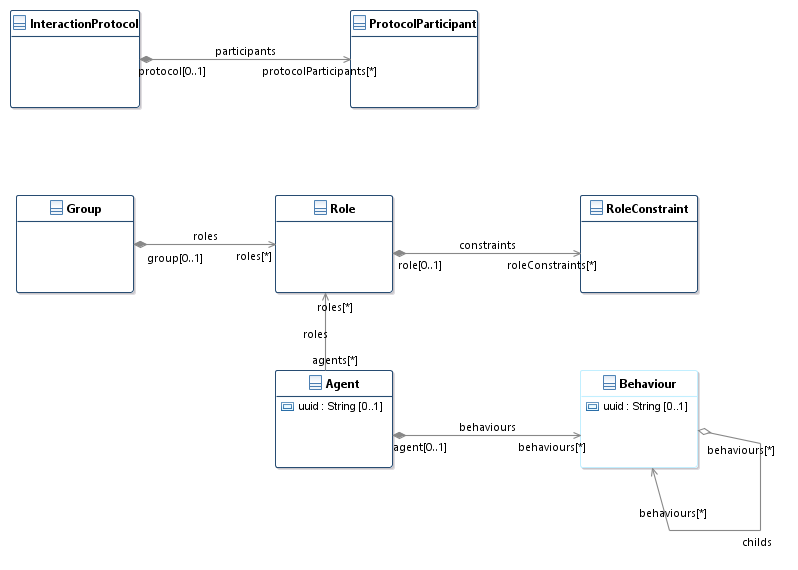 InteractionProtocol
ProtocolParticipant
participants
protocol[0..1]
protocolParticipants[*]
Group
Role
RoleConstraint
roles
group[0..1]
roles[*]
constraints
role[0..1]
roleConstraints[*]
roles[*]
roles
agents[*]
Agent
uuid : String [0..1]
Behaviour
uuid : String [0..1]
behaviours
agent[0..1]
behaviours[*]
behaviours[*]
behaviours[*]
childs